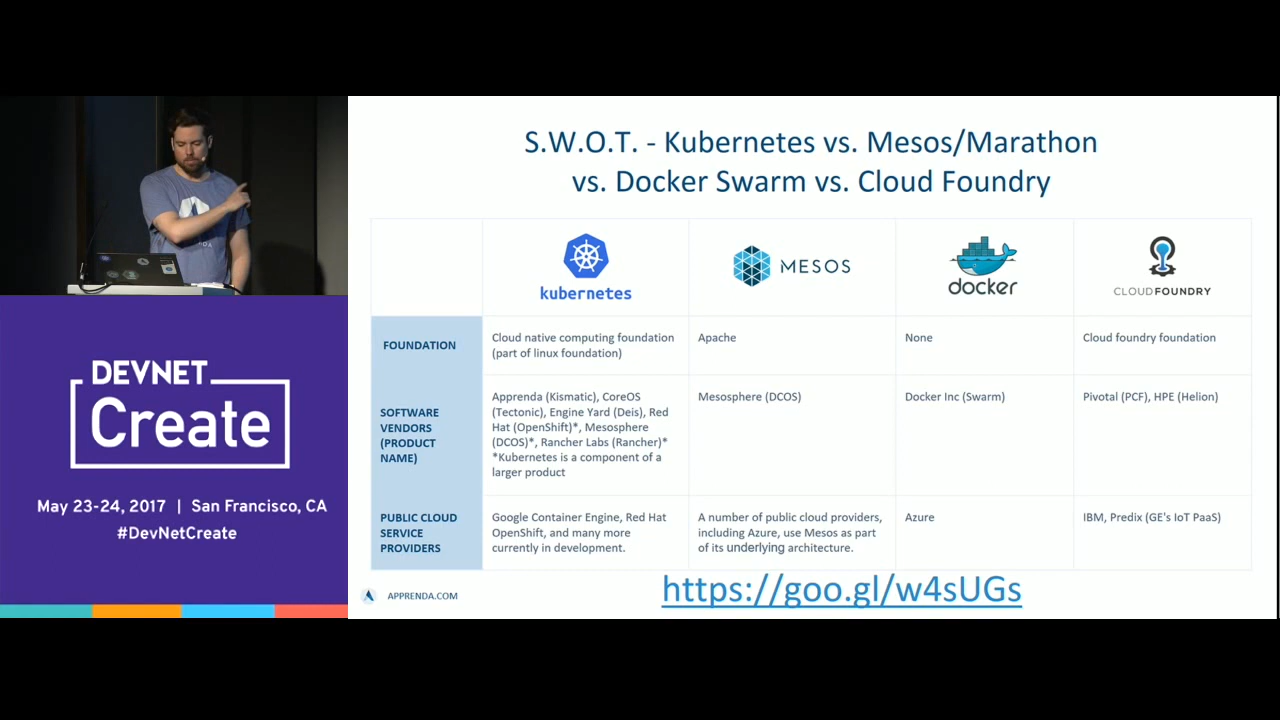 S.W.O.T. - Kubernetes vs. Mesos/Marathon
vs. Docker Swarm vs. Cloud Foundry
kubernetes
MESOS
docker
CLOUDFOUNDRY
FOUNDATION
Cloud native computing foundation
(part of linux foundation)
Apache
None
Cloud foundry foundation
SOFTWARE
VENDORS
(PRODUCT
NAME)
Apprenda (Kismatic), CoreOS
(Tectonic), Engine Yard (Deis), Red
Hat (OpenShift)*, Mesosphere
(DCOS)*, Rancher Labs (Rancher)*
*Kubernetes is a component of a
larger product
Mesosphere (DCOS)
Docker Inc (Swarm)
Pivotal (PCF), HPE (Helion)
PUBLIC CLOUD
SERVICE
PROVIDERS
Google Container Engine, Red Hat
OpenShift, and many more
currently in development.
A number of public cloud providers,
including Azure, use Mesos as part
of its underlying architecture.
Azure
IBM, Predix (GE's IoT PaaS)
APPRENDA.COM
https://goo.gl/w4sUGs
DEVNET
Create
May 23-24, 2017 | San Francisco, CA
#DevNetCreate